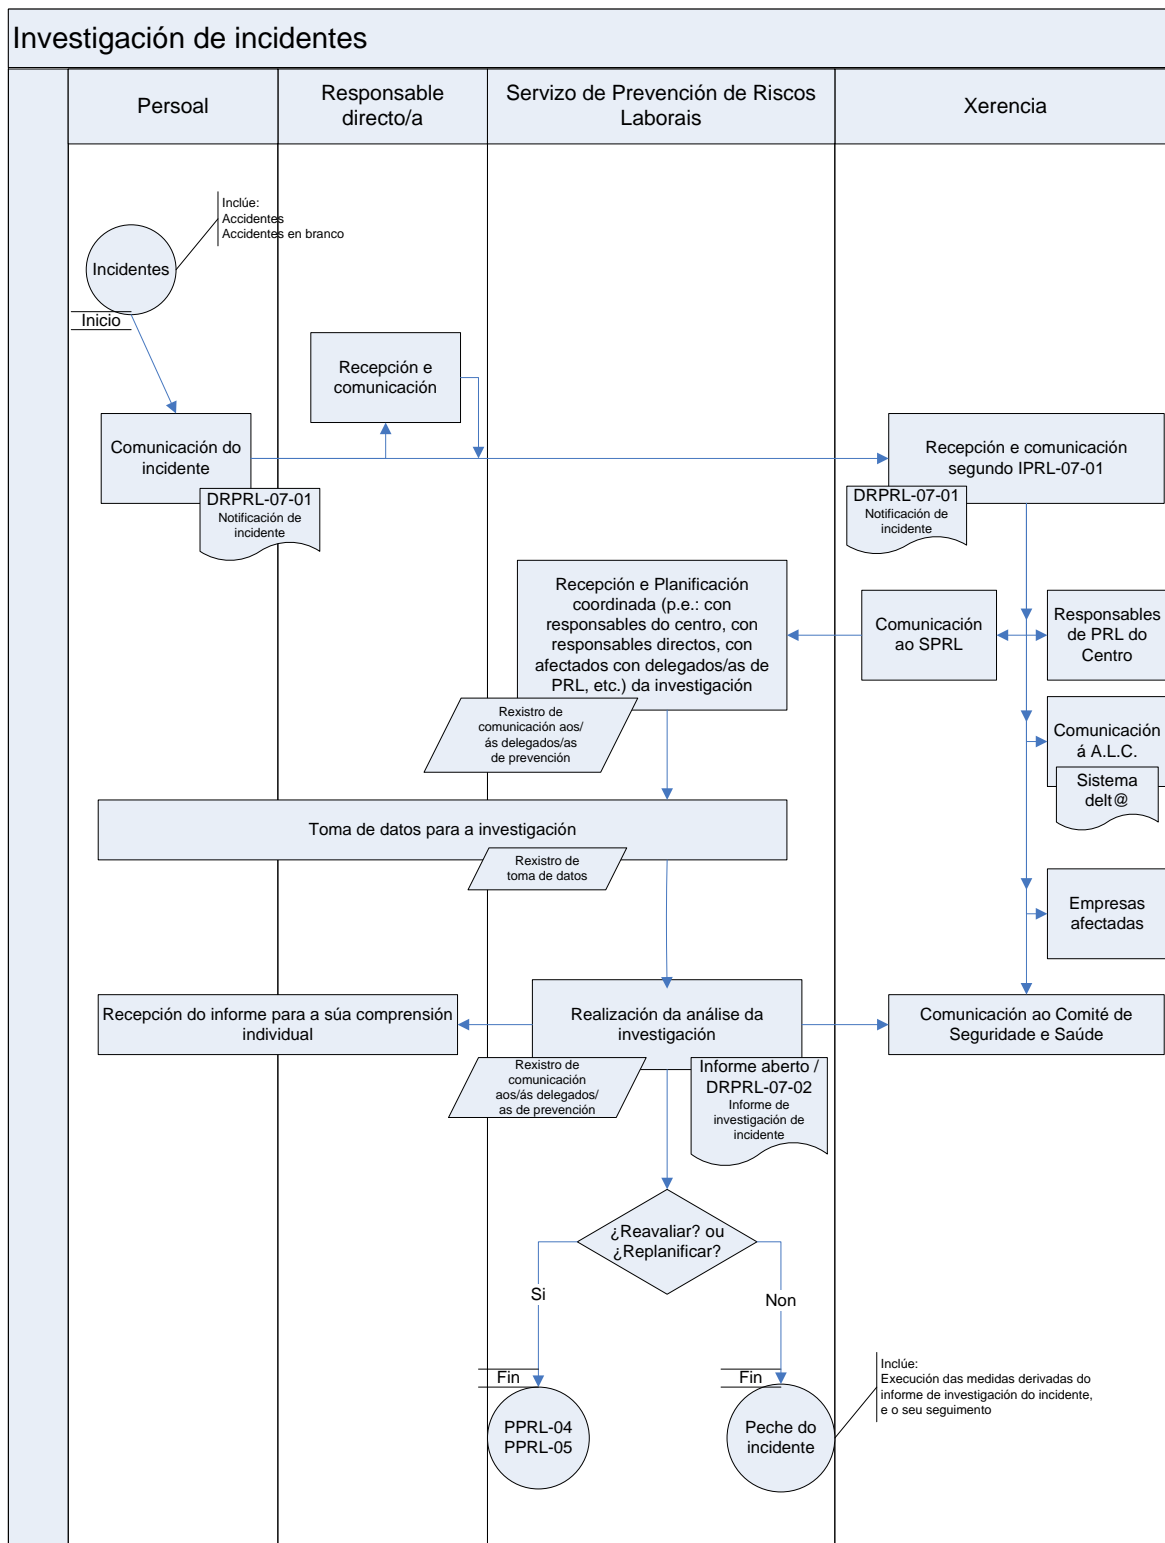 Investigación de incidentes
Persoal
Responsable
directo/a
Servizo de Prevención de Riscos
Laborais
Xerencia
Inclúe:
Accidentes
Accidentes en branco
Incidentes
Inicio
Recepción e
comunicación
Comunicación do
incidente
DRPRL-07-01
Notificación de
incidente
Recepción e comunicación
segundo IPRL-07-01
DRPRL-07-01
Notificación de
incidente
Recepción e Planificación
coordinada (p.e.: con
responsables do centro, con
responsables directos, con
afectados con delegados/as de
PRL, etc.) da investigación
Comunicación
ao SPRL
Responsables
de PRL do
Centro
Rexistro de
comunicación aos/
ás delegados/as
de prevención
Comunicación
á A.L.C.
Sistema
delt@
Toma de datos para a investigación
Rexistro de
toma de datos
Empresas
afectadas
Recepción do informe para a súa comprensión
individual
Realización da análise da
investigación
Comunicación ao Comité de
Seguridade e Saúde
Rexistro de
comunicación
aos/ás delegados/
as de prevención
Informe aberto /
DRPRL-07-02
Informe de
investigación de
incidente
¿Reavaliar? ou
¿Replanificar?
Si
Non
Fin
Fin
PPRL-04
PPRL-05
Peche do
incidente
Inclúe:
Execución das medidas derivadas do
informe de investigación do incidente,
e o seu seguimento